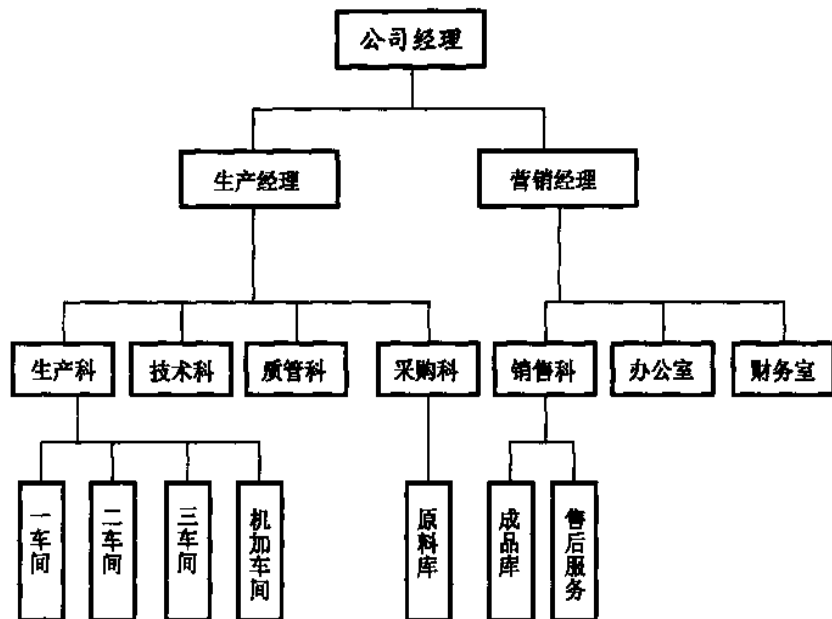 公司经理
生产经理
营销经理
生产科
技术科
质管科
采购科
销售科
办公室
财务室
一车间
二车间
三车间
机加车间
原料库
成品库
售后服务